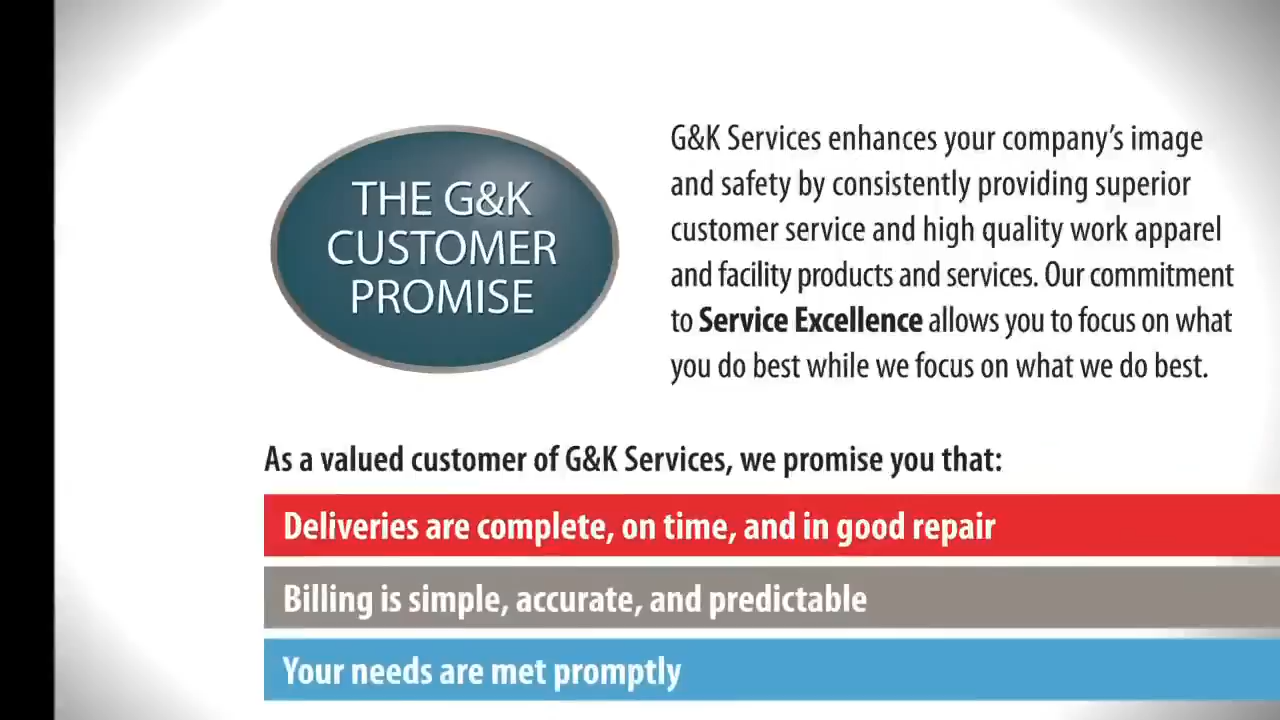 THE G&K
CUSTOMER
PROMISE
G&K Services enhances your company's image
and safety by consistently providing superior
customer service and high quality work apparel
and facility products and services. Our commitment
to Service Excellence allows you to focus on what
you do best while we focus on what we do best.
As a valued customer of G&K Services, we promise you that:
Deliveries are complete, on time, and in good repair
Billing is simple, accurate, and predictable
Your needs are met promptly